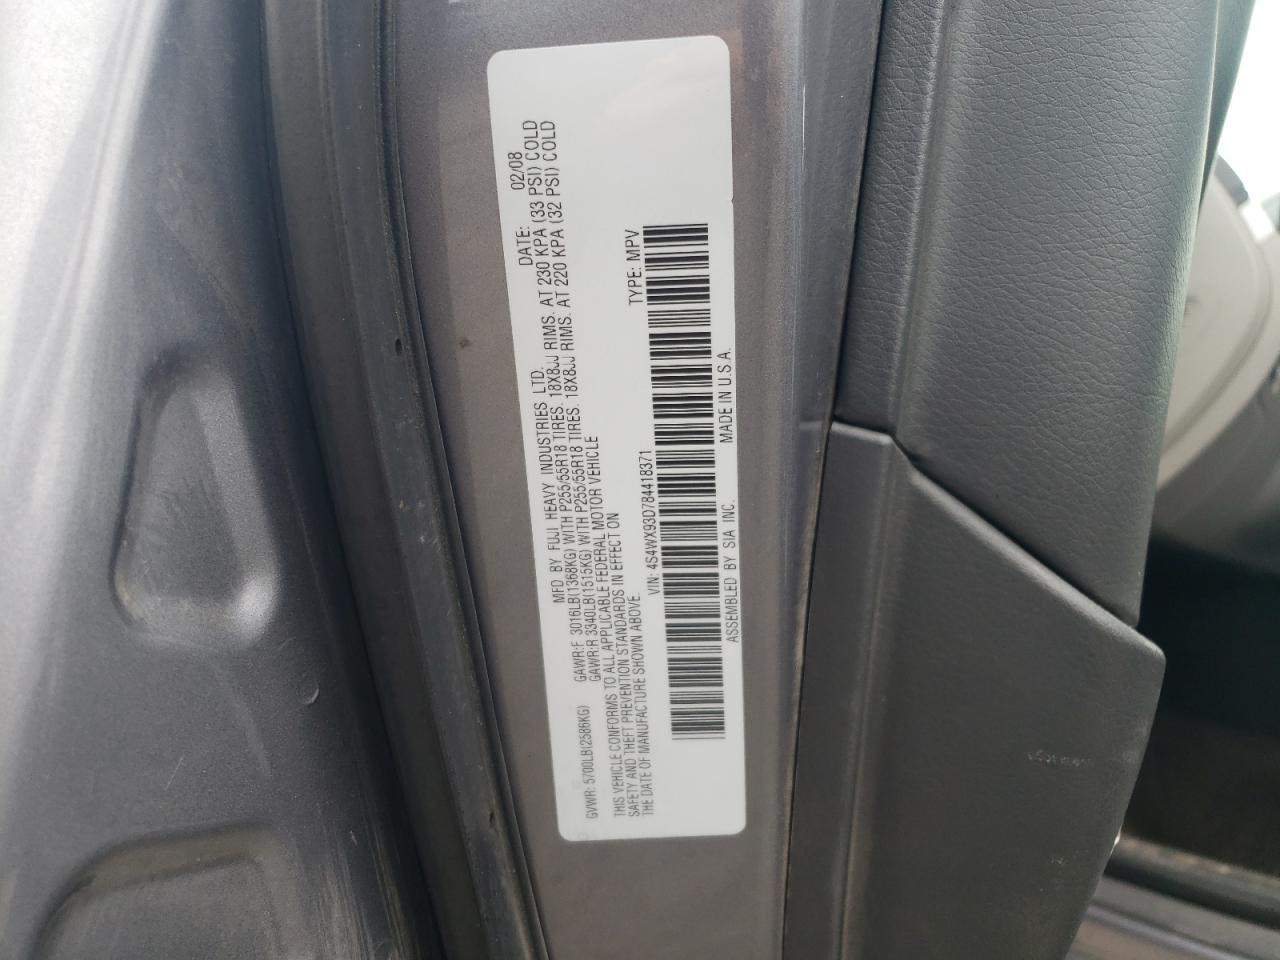 MFD BY FUJI HEAVY INDUSTRIES LTD. DATE: 02/08
GVWR: 5700LB(2586KG) GAWR:F 3016LB(1368KG) WITH P255/55R18 TIRES. 18X8JJ RIMS. AT 230 KPA (33 PSI) COLD
GAWR:R 3340LB(1515KG) WITH P255/55R18 TIRES. 18X8JJ RIMS. AT 220 KPA (32 PSI) COLD
THIS VEHICLE CONFORMS TO ALL APPLICABLE FEDERAL MOTOR VEHICLE
SAFETY AND THEFT PREVENTION STANDARDS IN EFFECT ON
THE DATE OF MANUFACTURE SHOWN ABOVE.
VIN: 4S4WX93D784418371 TYPE: MPV
ASSEMBLED BY SIA INC. MADE IN U.S.A.